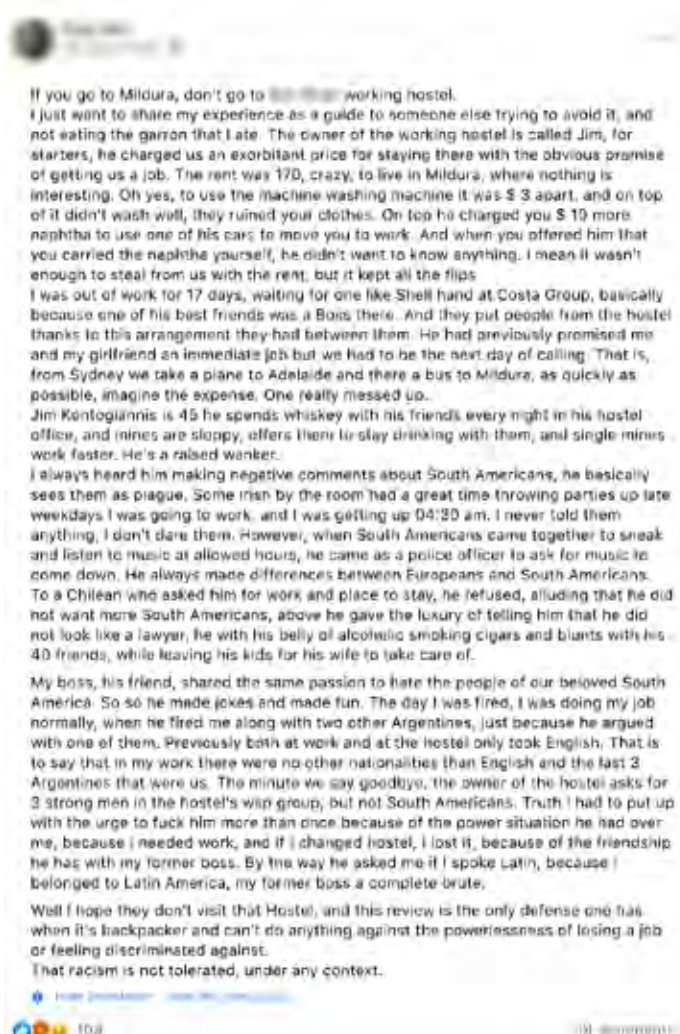 If you go to Mildura, don't go to working hostel.
I just want to share my experience as a guide to someone else trying to avoid it, and
not eating the garron that I ate. The owner of the working hostel is called Jim, for
starters, he charged us an exorbitant price for staying there with the obvious promise
of getting us a job. The rent was 170, crazy, to live in Mildura, where nothing is
interesting. Oh yes, to use the machine washing machine it was $ 3 apart, and on top
of it didn't wash well, they ruined your clothes. On top he charged you $ 10 more
naphtha to use one of his cars to move you to work. And when you offered him that
you carried the naphtha yourself, he didn't want to know anything. I mean it wasn't
enough to steal from us with the rent, but it kept all the flips
I was out of work for 17 days, waiting for one like Shell hand at Costa Group, basically
because one of his best friends was a Boss there. And they put people from the hostel
thanks to this arrangement they had between them. He had previously promised me
and my girlfriend an immediate job but we had to be the next day of calling. That is,
from Sydney we take a plane to Adelaide and there a bus to Mildura, as quickly as
possible, imagine the expense. One really messed up.
Jim Kontogiannis is 45 he spends whiskey with his friends every night in his hostel
office, and mines are sloppy, offers them to stay drinking with them, and single mines
work faster. He's a raised wanker.
I always heard him making negative comments about South Americans, he basically
sees them as plague. Some Irish by the room had a great time throwing parties up late
weekdays I was going to work, and I was getting up 04:30 am. I never told them
anything, I don't dare them. However, when South Americans came together to sneak
and listen to music at allowed hours, he came as a police officer to ask for music to
come down. He always made differences between Europeans and South Americans.
To a Chilean who asked him for work and place to stay, he refused, alluding that he did
not want more South Americans, above he gave the luxury of telling him that he did
not look like a lawyer, he with his belly of alcoholic smoking cigars and blunts with his
40 friends, while leaving his kids for his wife to take care of.
My boss, his friend, shared the same passion to hate the people of our beloved South
America. So so he made jokes and made fun. The day I was fired, I was doing my job
normally, when he fired me along with two other Argentines, just because he argued
with one of them. Previously both at work and at the hostel only took English. That is
to say that in my work there were no other nationalities than English and the last 3
Argentines that were us. The minute we say goodbye, the owner of the hostel asks for
3 strong men in the hostel's wsp group, but not South Americans. Truth I had to put up
with the urge to fuck him more than once because of the power situation he had over
me, because I needed work, and if I changed hostel, I lost it, because of the friendship
he has with my former boss. By the way he asked me if I spoke Latin, because I
belonged to Latin America, my former boss a complete brute.
Well I hope they don't visit that Hostel, and this review is the only defense one has
when it's backpacker and can't do anything against the powerlessness of losing a job
or feeling discriminated against.
That racism is not tolerated, under any context.